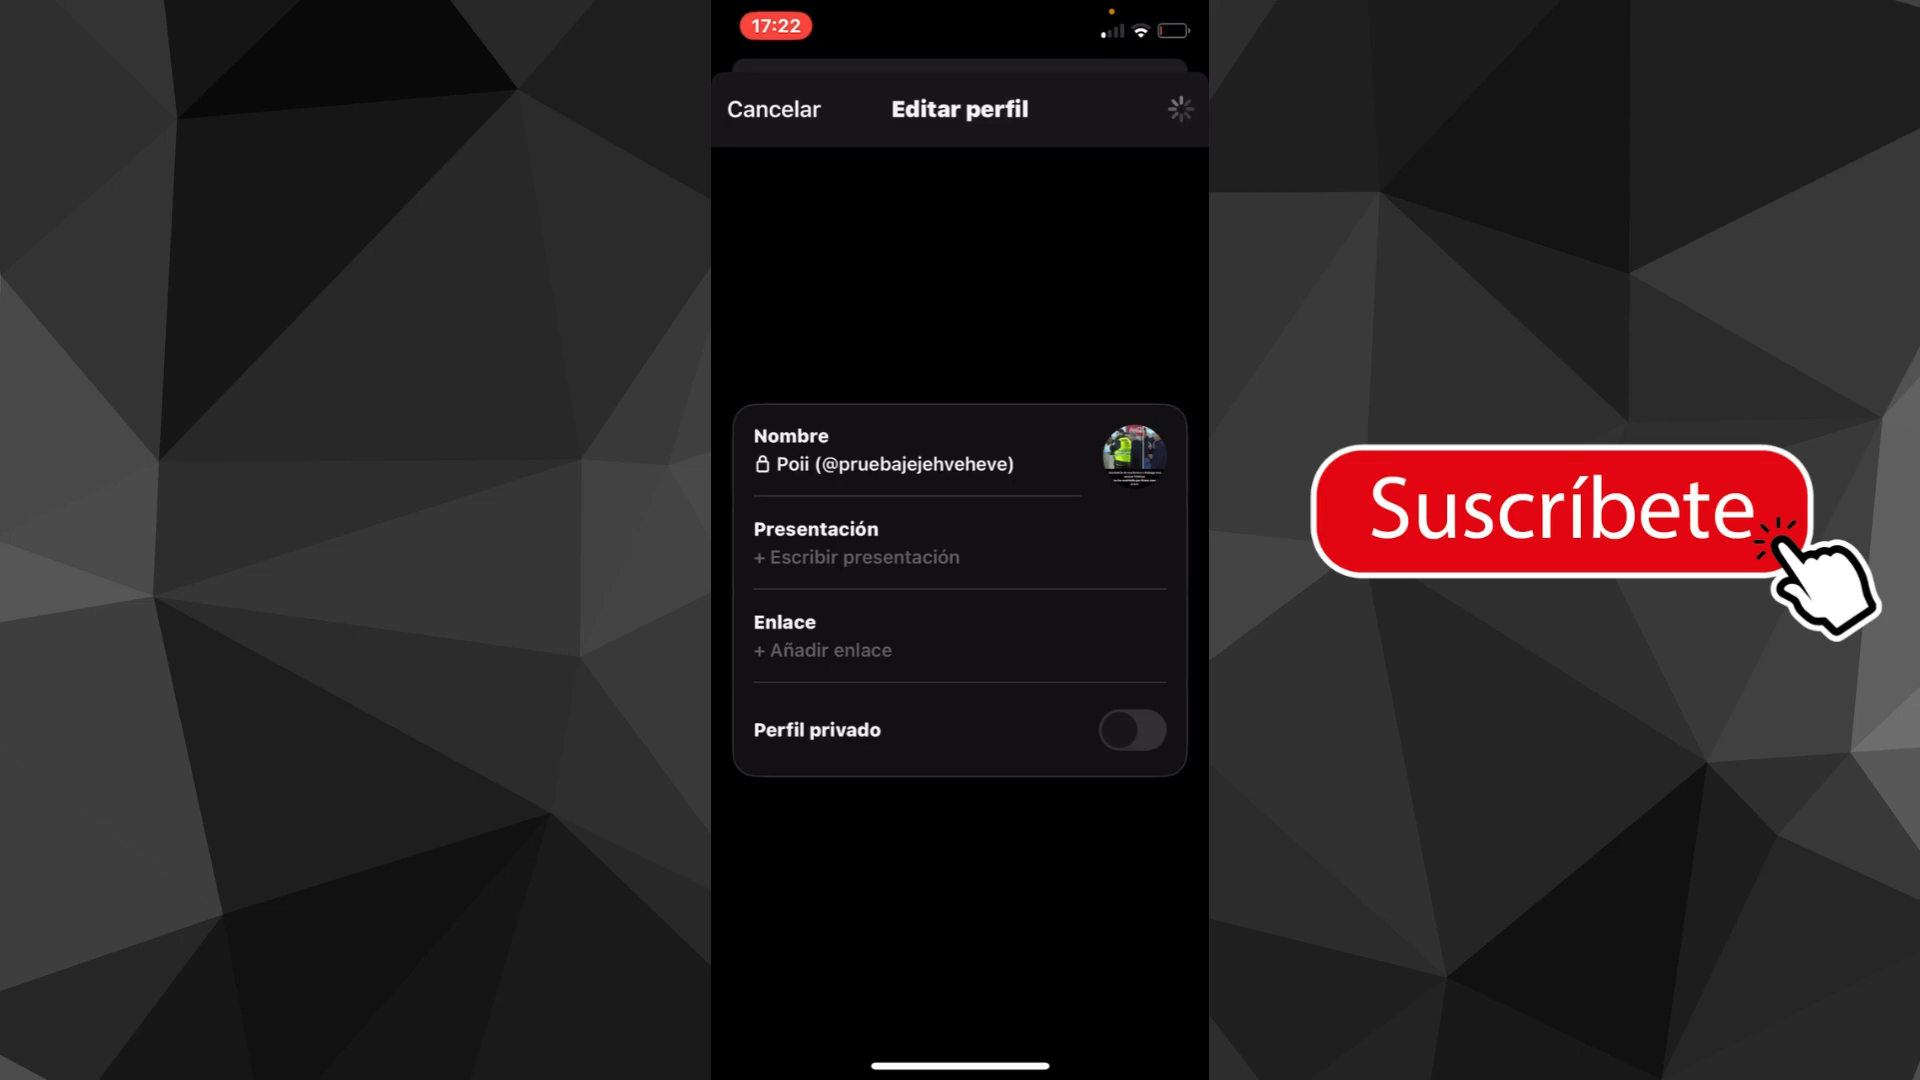 17:22
Cancelar
Editar perfil
Nombre
Poii (@pruebajejehveheve)
Presentación
+ Escribir presentación
Enlace
+ Añadir enlace
Perfil privado
Suscríbete